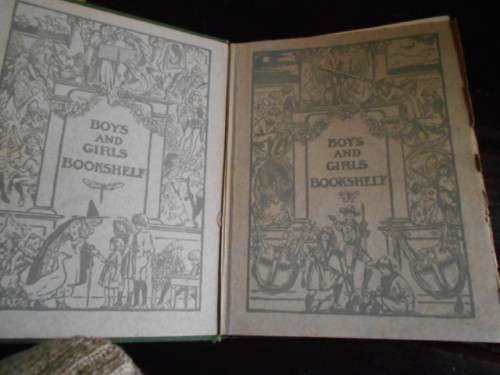 BOYS
AND
GIRLS
BOOKSHELF
BOYS
AND
GIRLS
BOOKSHELF